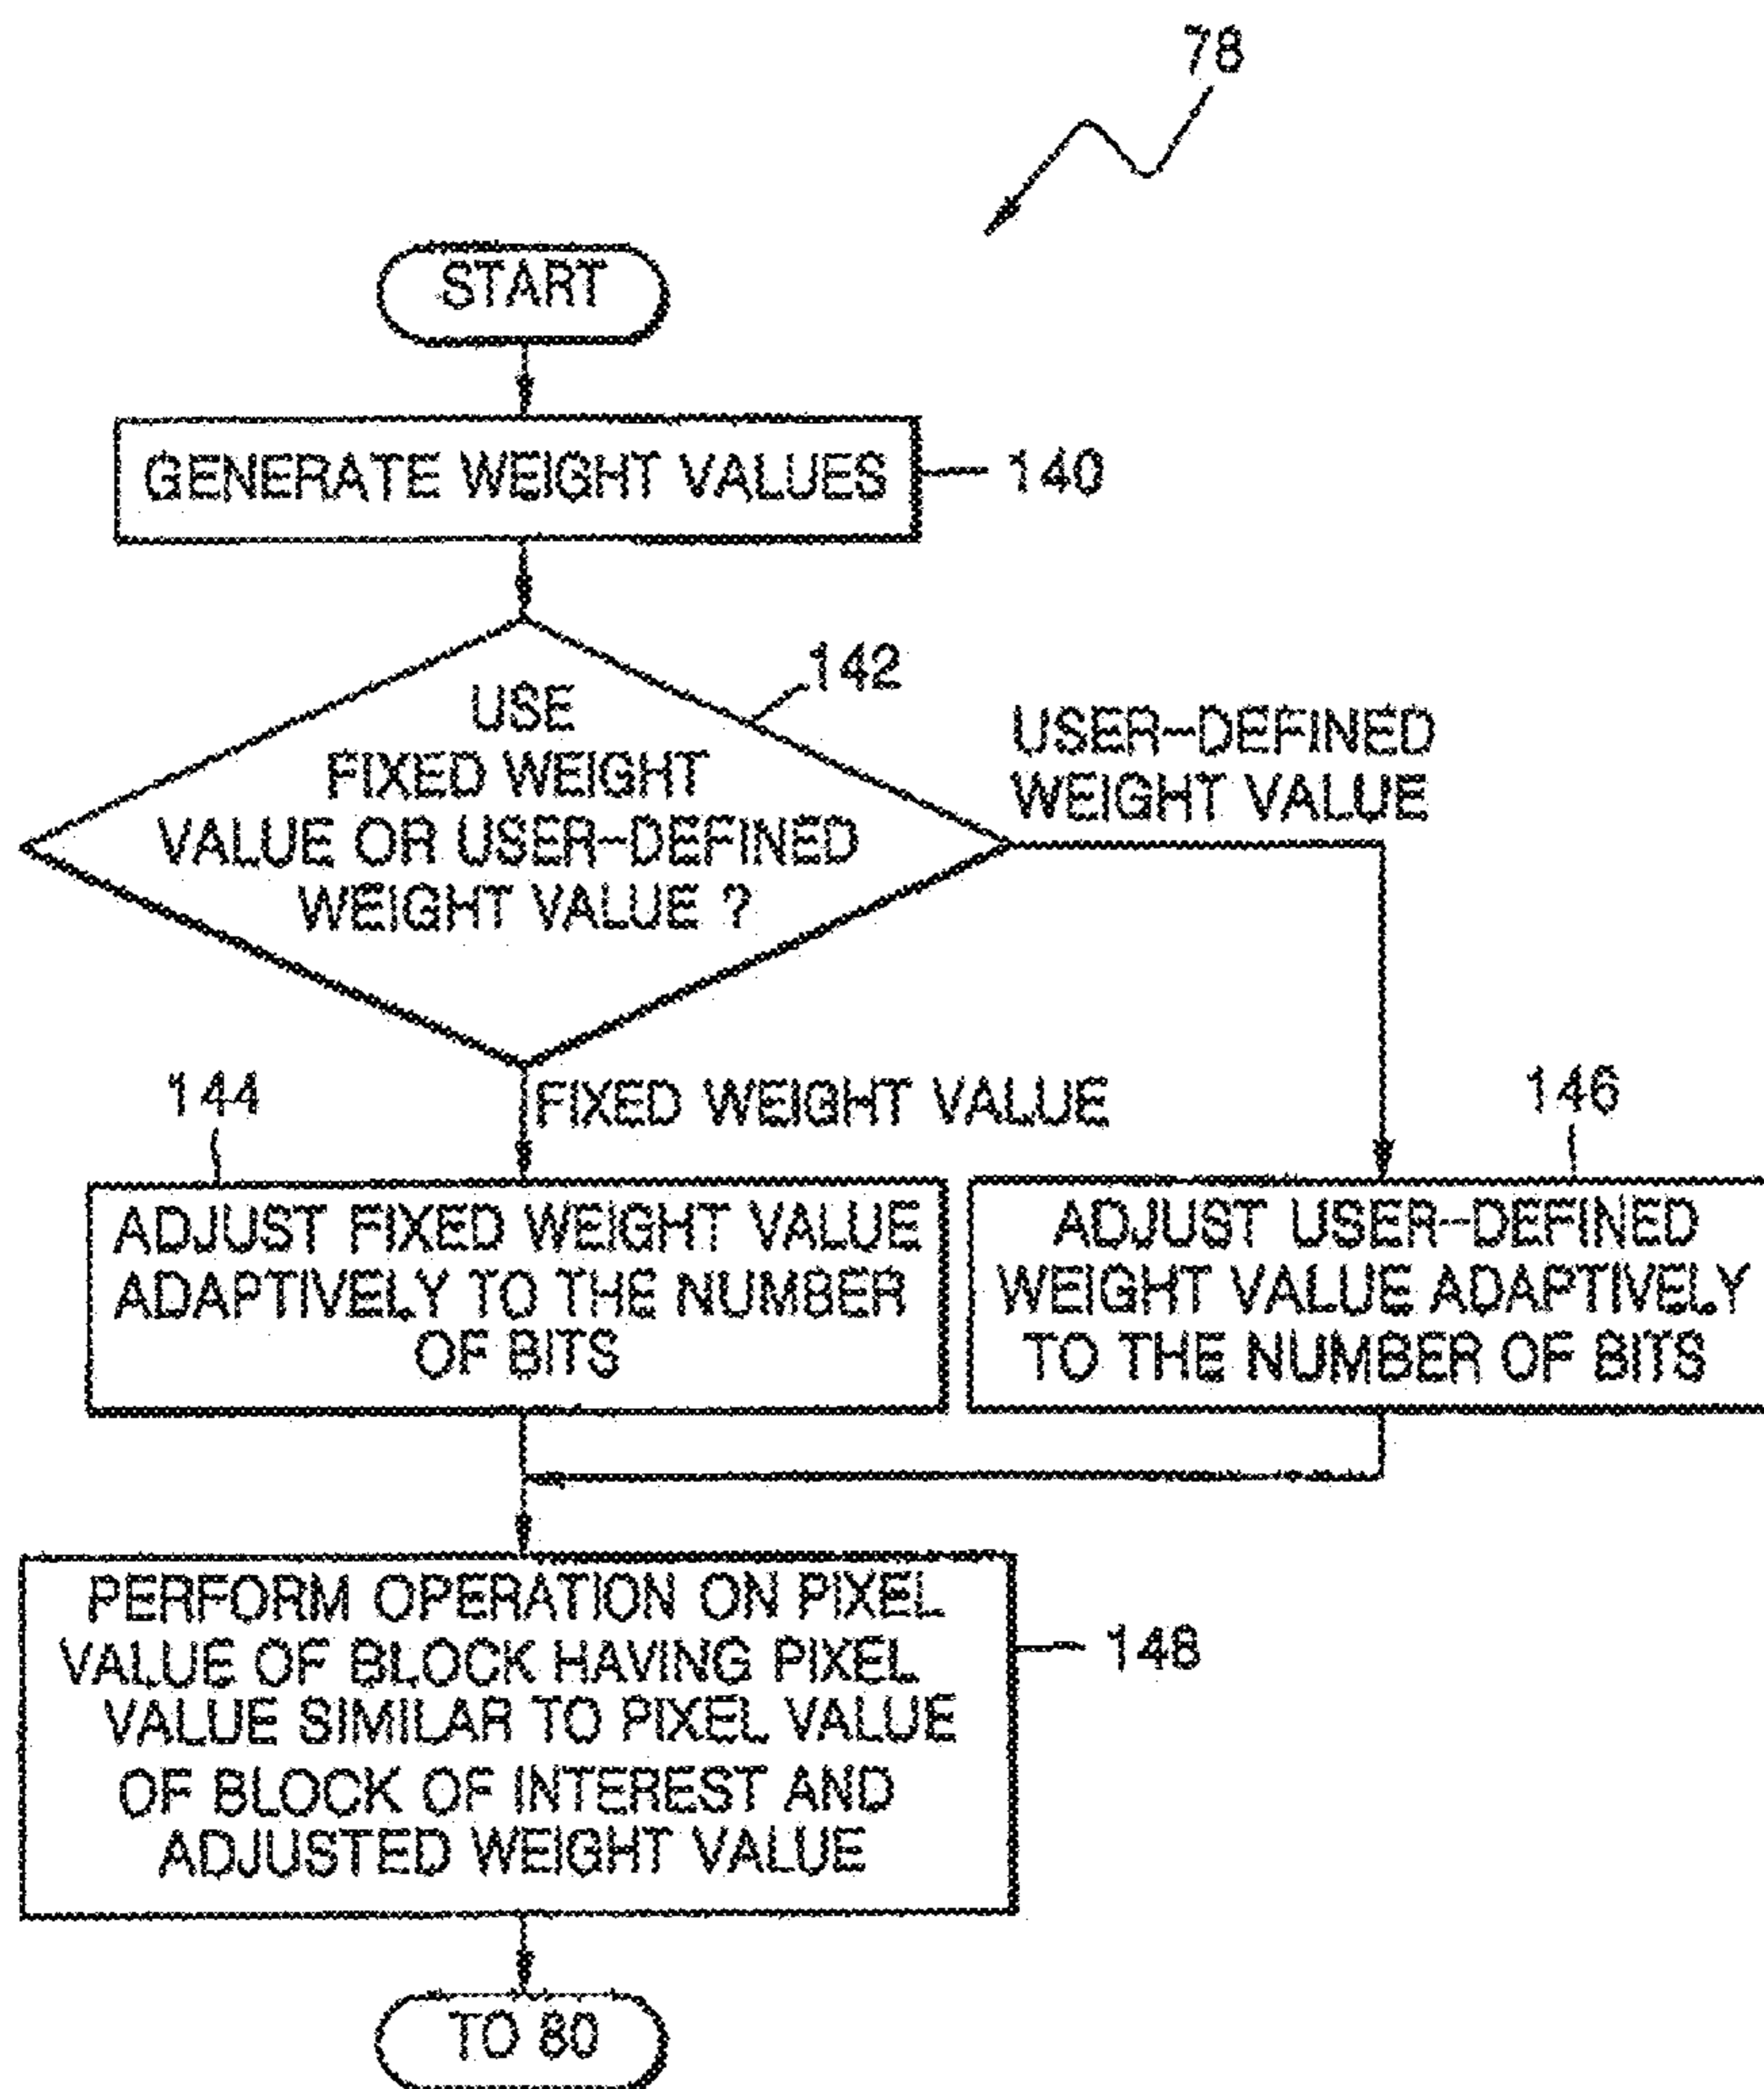 78
START
GENERATE WEIGHT VALUES
140
142
USE
FIXED WEIGHT
VALUE OR USER-DEFINED
WEIGHT VALUE ?
USER-DEFINED
WEIGHT VALUE
FIXED WEIGHT VALUE
144
ADJUST FIXED WEIGHT VALUE
ADAPTIVELY TO THE NUMBER
OF BITS
146
ADJUST USER-DEFINED
WEIGHT VALUE ADAPTIVELY
TO THE NUMBER OF BITS
PERFORM OPERATION ON PIXEL
VALUE OF BLOCK HAVING PIXEL
VALUE SIMILAR TO PIXEL VALUE
OF BLOCK OF INTEREST AND
ADJUSTED WEIGHT VALUE
148
TO 80